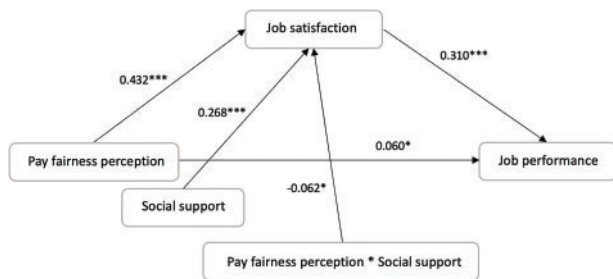 Job satisfaction
0.432***
0.310***
0.268***
Pay fairness perception
0.060*
Job performance
Social support
-0.062*
Pay fairness perception * Social support